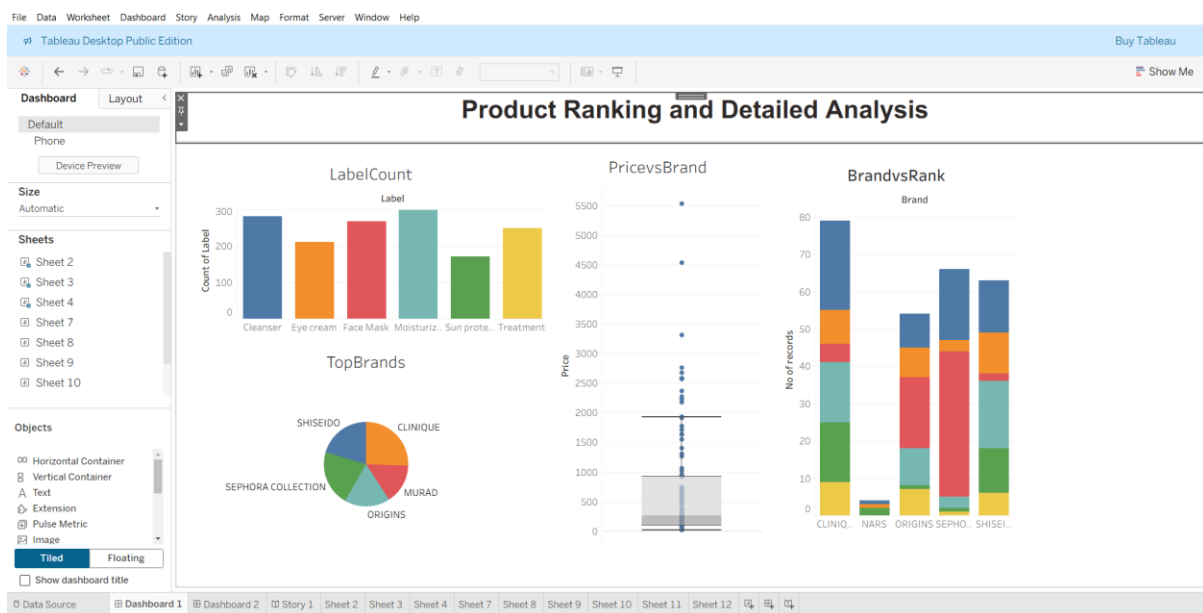 File Data Worksheet Dashboard Story Analysis Map Format Server Window Help
Tableau Desktop Public Edition
Buy Tableau
Show Me
Dashboard Layout
Default
Phone
Device Preview
Size
Automatic
Sheets
Sheet 2
Sheet 3
Sheet 4
Sheet 7
Sheet 8
Sheet 9
Sheet 10
Objects
Horizontal Container
Vertical Container
Text
Extension
Pulse Metric
Image
Tiled Floating
Show dashboard title
Product Ranking and Detailed Analysis
LabelCount
Label
Count of Label
300
200
100
0
Cleanser Eye cream Face Mask Moisturiz.. Sun prote.. Treatment
TopBrands
SHISEIDO
CLINIQUE
SEPHORA COLLECTION
MURAD
ORIGINS
PricevsBrand
Price
5500
5000
4500
4000
3500
3000
2500
2000
1500
1000
500
0
BrandvsRank
Brand
No of records
80
70
60
50
40
30
20
10
0
CLINIQ.. NARS ORIGINS SEPHO.. SHISEI..
Data Source Dashboard 1 Dashboard 2 Story 1 Sheet 2 Sheet 3 Sheet 4 Sheet 7 Sheet 8 Sheet 9 Sheet 10 Sheet 11 Sheet 12